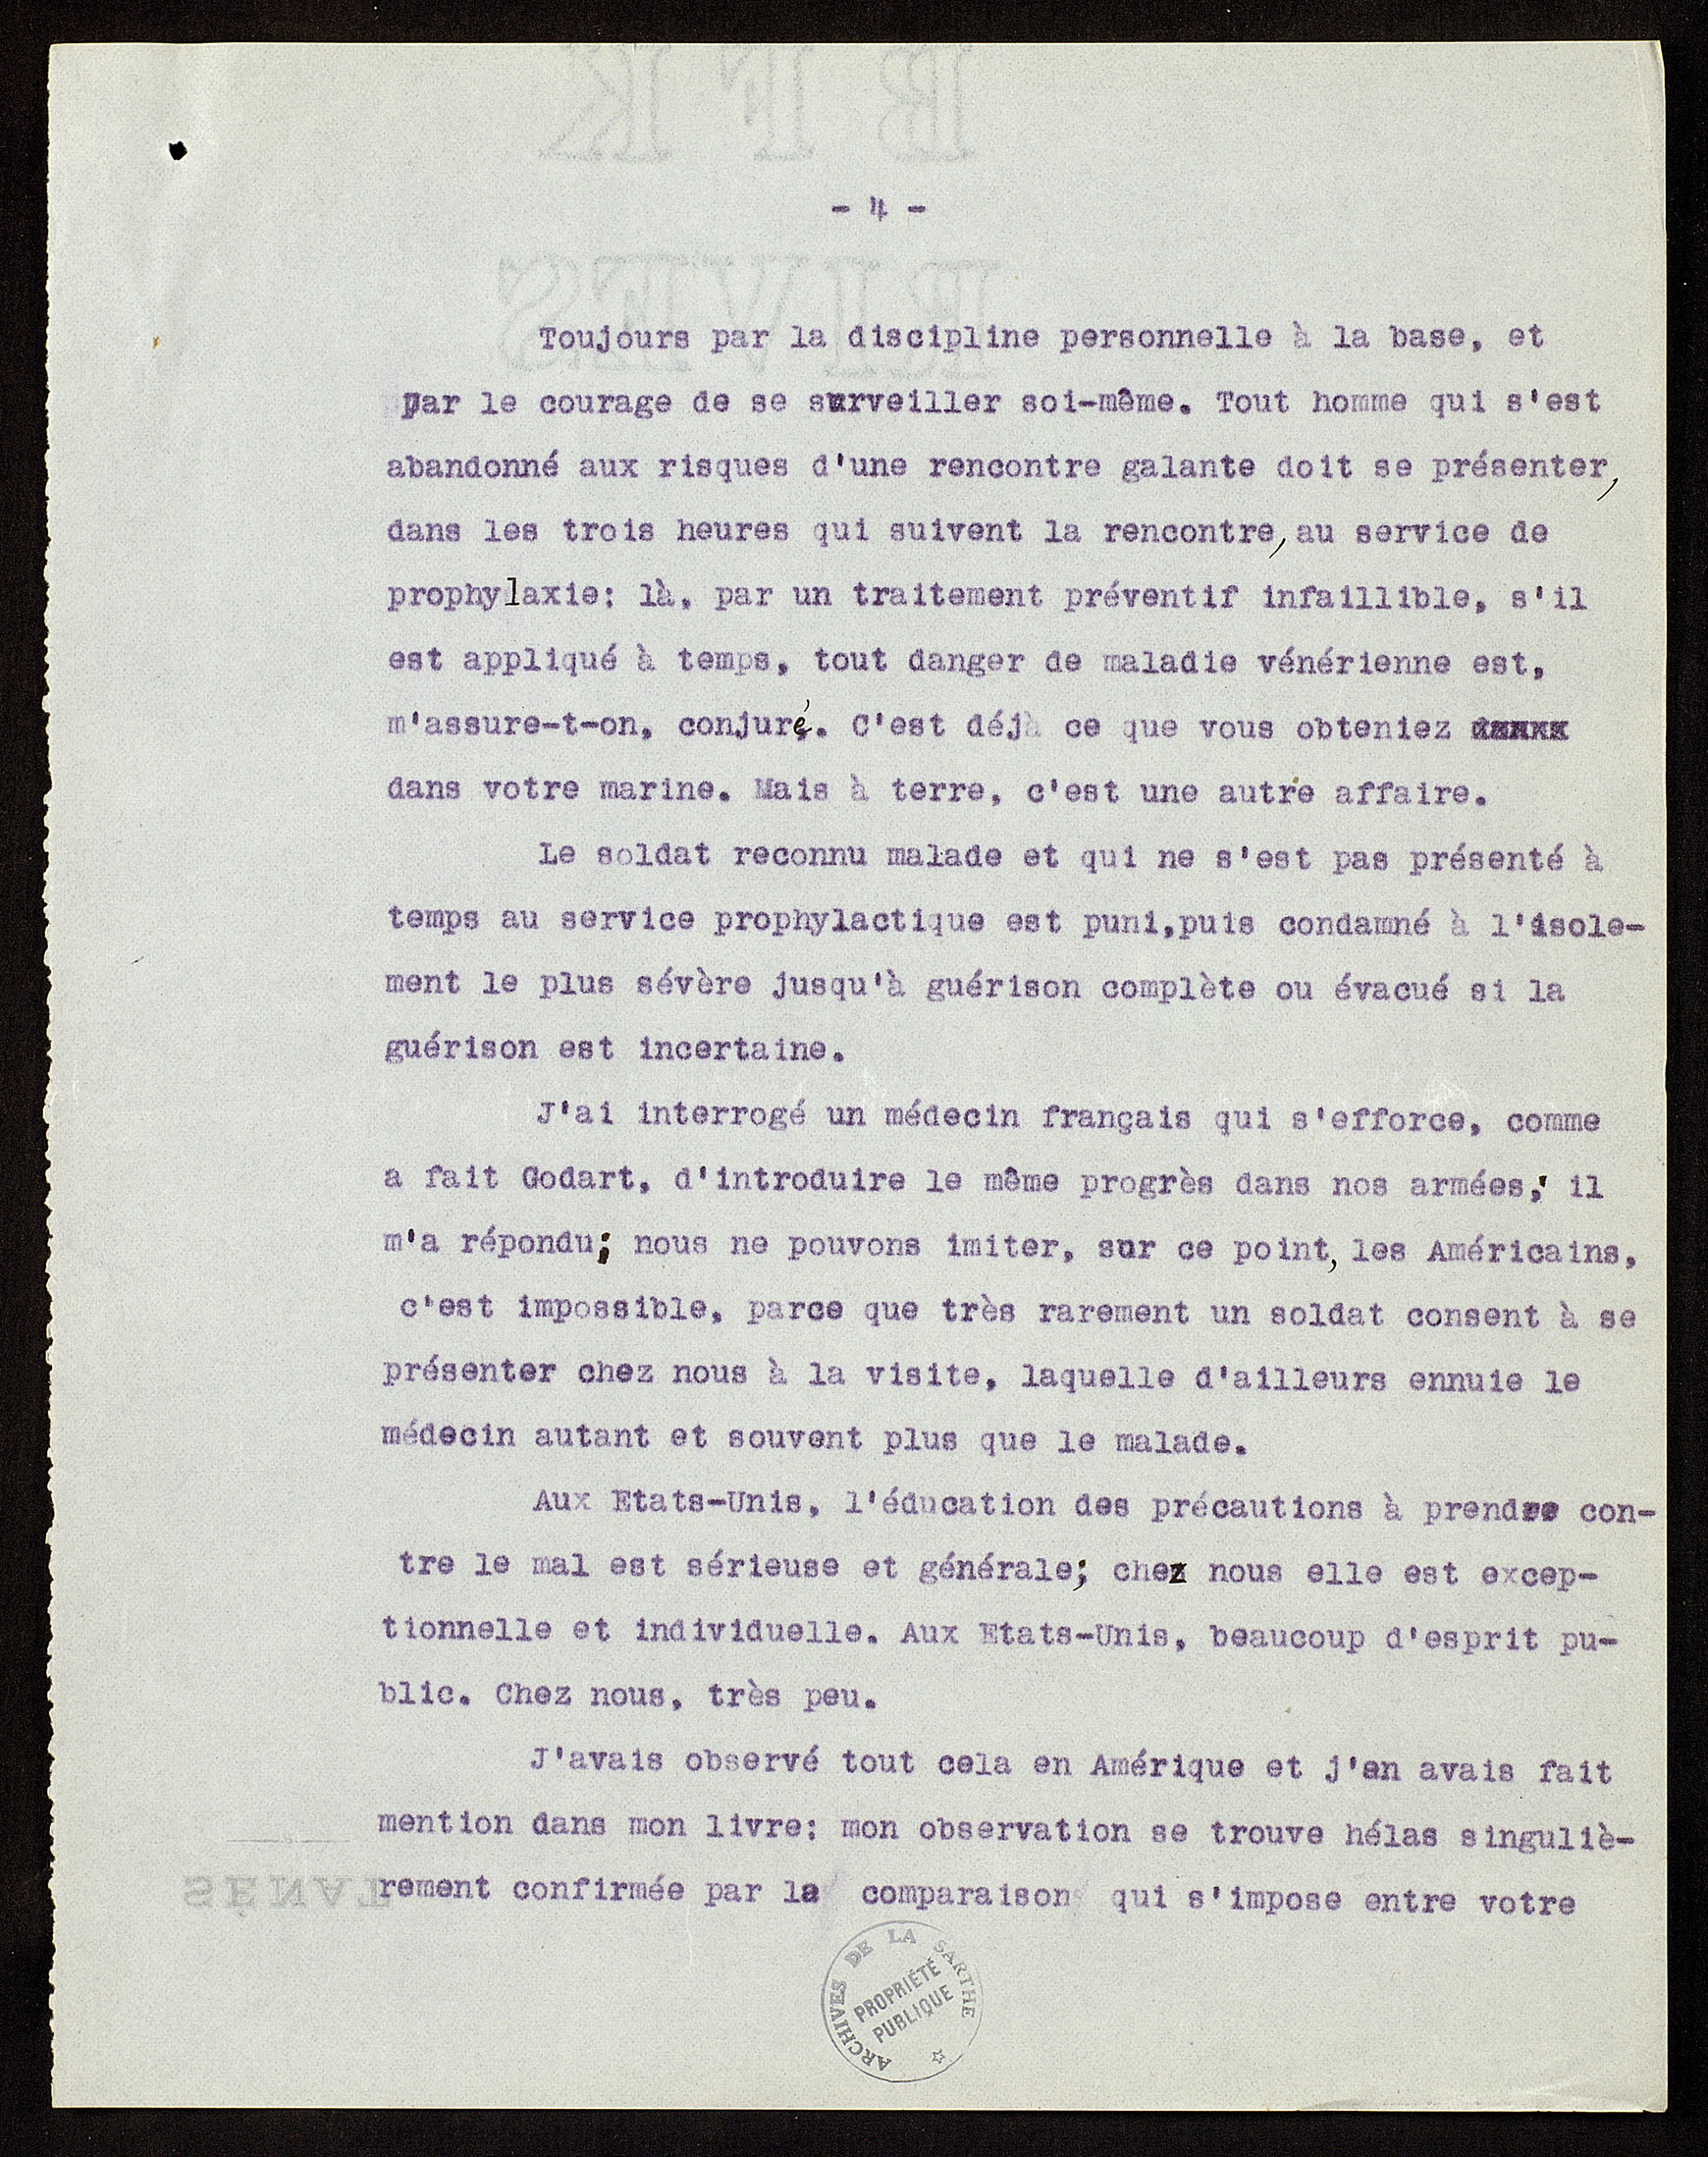 - 4 -
Toujours par la discipline personnelle à la base, et
par le courage de se surveiller soi-même. Tout homme qui s'est
abandonné aux risques d'une rencontre galante doit se présenter,
dans les trois heures qui suivent la rencontre, au service de
prophylaxie: là, par un traitement préventif infaillible, s'il
est appliqué à temps, tout danger de maladie vénérienne est,
m'assure-t-on, conjuré. C'est déjà ce que vous obteniez
dans votre marine. Mais à terre, c'est une autre affaire.
Le soldat reconnu malade et qui ne s'est pas présenté à
temps au service prophylactique est puni,puis condamné à l'isole-
ment le plus sévère jusqu'à guérison complète ou évacué si la
guérison est incertaine.
J'ai interrogé un médecin français qui s'efforce, comme
a fait Godart, d'introduire le même progrès dans nos armées; il
m'a répondu; nous ne pouvons imiter, sur ce point, les Américains,
c'est impossible, parce que très rarement un soldat consent à se
présenter chez nous à la visite, laquelle d'ailleurs ennuie le
médecin autant et souvent plus que le malade.
Aux Etats-Unis, l'éducation des précautions à prendre con-
tre le mal est sérieuse et générale; chez nous elle est excep-
tionnelle et individuelle. Aux Etats-Unis, beaucoup d'esprit pu-
blic. Chez nous, très peu.
J'avais observé tout cela en Amérique et j'en avais fait
mention dans mon livre: mon observation se trouve hélas singuliè-
rement confirmée par la comparaison qui s'impose entre votre
SÉNAT
ARCHIVES DE LA SARTHE
PROPRIÉTÉ
PUBLIQUE